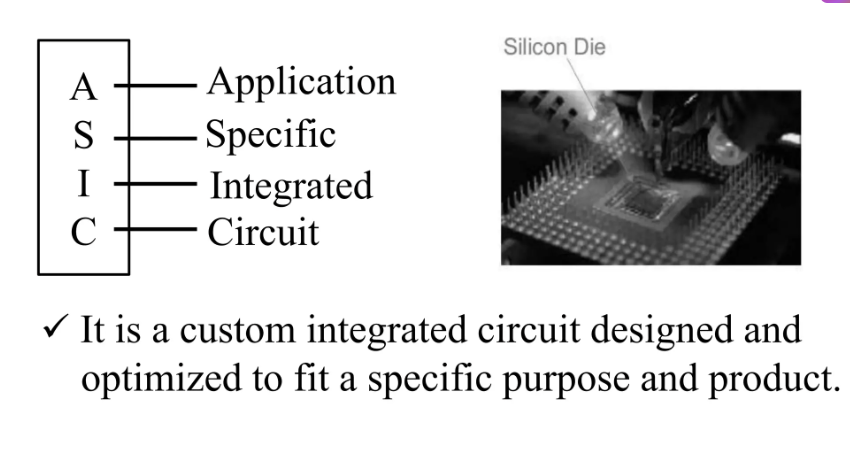 A Application
S Specific
I Integrated
C Circuit
Silicon Die
✓ It is a custom integrated circuit designed and
optimized to fit a specific purpose and product.